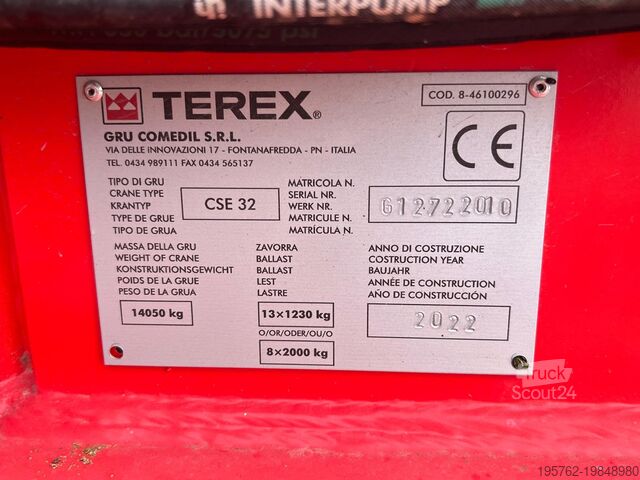 INTERPUMP
TEREX®
COD. 8-46100296
GRU COMEDIL S.R.L.
VIA DELLE INNOVAZIONI 17 - FONTANAFREDDA - PN - ITALIA
TEL. 0434 989111 FAX 0434 565137
CE
TIPO DI GRU
CRANE TYPE
KRANTYP
TYPE DE GRUE
TIPO DE GRUA
CSE 32
MATRICOLA N.
SERIAL NR.
WERK NR.
MATRICULE N.
MATRÍCULA N.
G12722010
MASSA DELLA GRU
WEIGHT OF CRANE
KONSTRUKTIONSGEWICHT
POIDS DE LA GRUE
PESO DE LA GRUA
14050 kg
ZAVORRA
BALLAST
BALLAST
LEST
LASTRE
13×1230 kg
O/OR/ODER/OU/O
8×2000 kg
ANNO DI COSTRUZIONE
COSTRUCTION YEAR
BAUJAHR
ANNÉE DE CONSTRUCTION
AÑO DE CONSTRUCCIÓN
2022
Truck
Scout24
195762-19848980